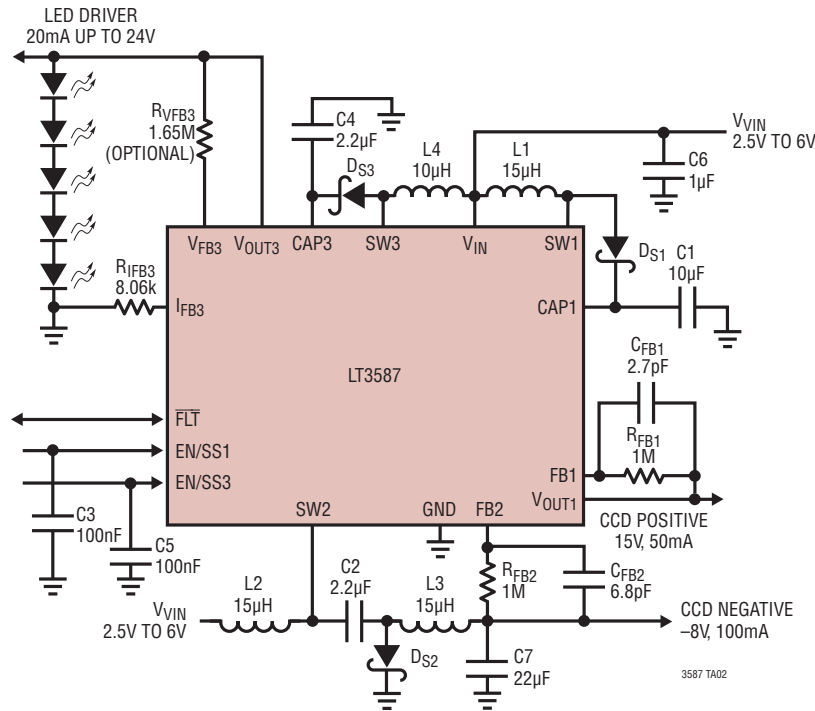 LED DRIVER
20mA UP TO 24V
RVFB3
1.65M
(OPTIONAL)
C4
2.2µF
DS3
L4
10µH
L1
15µH
VVIN
2.5V TO 6V
C6
1µF
DS1
C1
10µF
VFB3
VOUT3
CAP3
SW3
VIN
SW1
RIFB3
8.06k
IFB3
CAP1
LT3587
CFB1
2.7pF
RFB1
1M
FLT
EN/SS1
EN/SS3
FB1
VOUT1
CCD POSITIVE
15V, 50mA
SW2
GND
FB2
C3
100nF
C5
100nF
VVIN
2.5V TO 6V
L2
15µH
C2
2.2µF
DS2
L3
15µH
RFB2
1M
CFB2
6.8pF
C7
22µF
CCD NEGATIVE
–8V, 100mA
3587 TA02